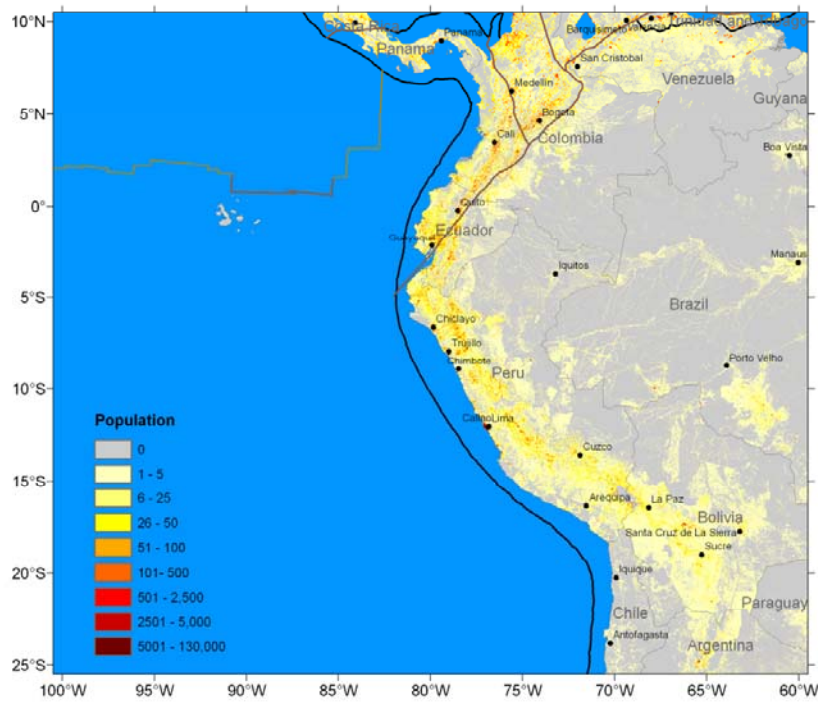 10°N
Costa Rica
Panama
Panama
Barquisimeto
Valencia
Trinidad and Tobago
San Cristobal
Medellin
Venezuela
5°N
Guyana
Bogota
Cali
Colombia
Boa Vista
0°
Quito
Ecuador
Guayaquil
Manaus
Iquitos
5°S
Brazil
Chiclayo
Trujillo
Chimbote
Peru
Porto Velho
10°S
Population
0
1 - 5
6 - 25
26 - 50
51 - 100
101- 500
501 - 2,500
2501 - 5,000
5001 - 130,000
CallaoLima
Cuzco
15°S
Arequipa
La Paz
Bolivia
Santa Cruz de La Sierra
Sucre
20°S
Iquique
Chile
Paraguay
Antofagasta
Argentina
25°S
100°W 95°W 90°W 85°W 80°W 75°W 70°W 65°W 60°W